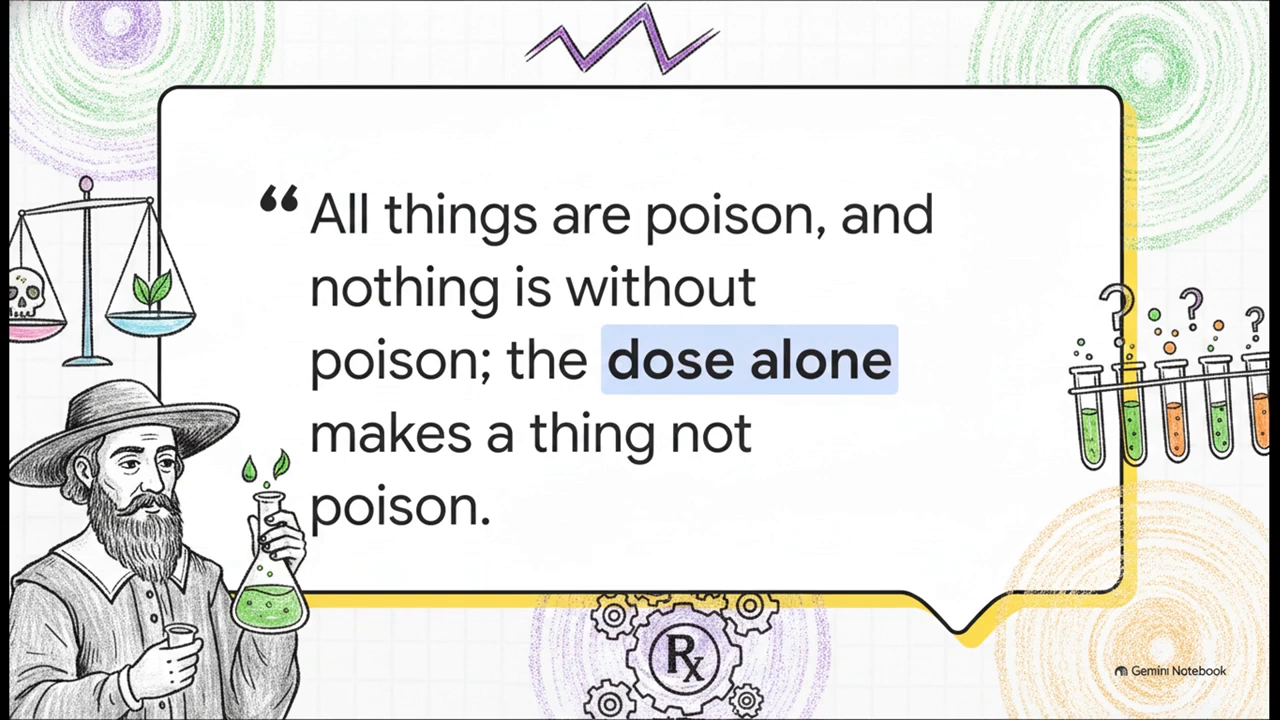 “All things are poison, and
nothing is without
poison; the dose alone
makes a thing not
poison.
? ? ?
Rx
Gemini Notebook